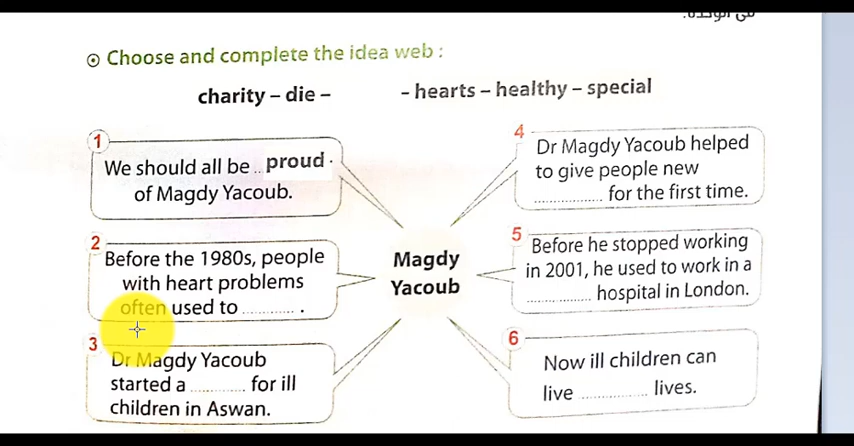 في الوحدة.
Choose and complete the idea web :
charity – die – - hearts – healthy – special
1
We should all be .. proud .
of Magdy Yacoub.
2
Before the 1980s, people
with heart problems
often used to ............ .
3
Dr Magdy Yacoub
started a ............ for ill
children in Aswan.
Magdy
Yacoub
4
Dr Magdy Yacoub helped
to give people new
............... for the first time.
5
Before he stopped working
in 2001, he used to work in a
............... hospital in London.
6
Now ill children can
live ............... lives.